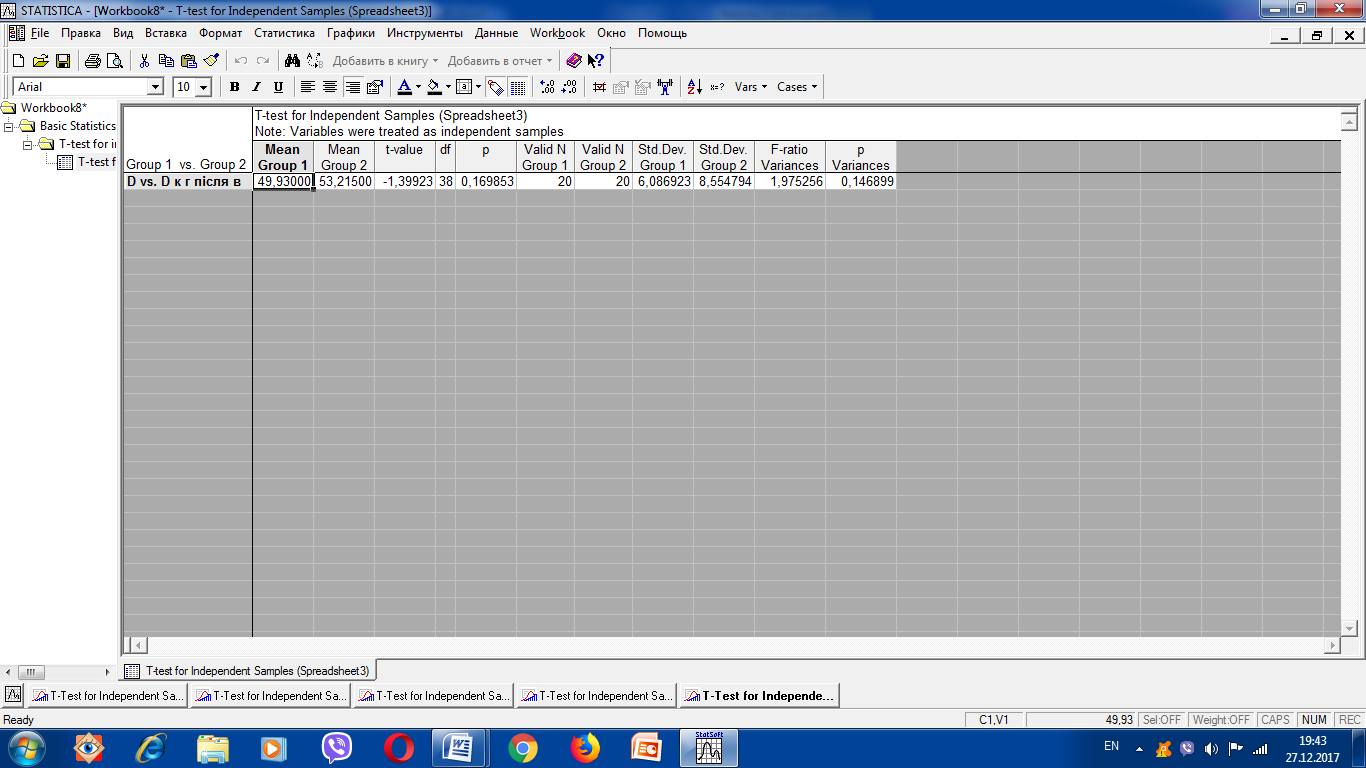 STATISTICA - [Workbook8* - T-test for Independent Samples (Spreadsheet3)]
File Правка Вид Вставка Формат Статистика Графики Инструменты Данные Workbook Окно Помощь
Добавить в книгу Добавить в отчет
Arial 10 B I U Vars Cases
Workbook8*
Basic Statistics
T-test for i
T-test f
T-test for Independent Samples (Spreadsheet3)
Note: Variables were treated as independent samples
Group 1 vs. Group 2 Mean Group 1 Mean Group 2 t-value df p Valid N Group 1 Valid N Group 2 Std.Dev. Group 1 Std.Dev. Group 2 F-ratio Variances p Variances
D vs. D к г після в 49,93000 53,21500 -1,39923 38 0,169853 20 20 6,086923 8,554794 1,975256 0,146899
T-test for Independent Samples (Spreadsheet3)
T-Test for Independent Sa... T-Test for Independent Sa... T-Test for Independent Sa... T-Test for Independent Sa... T-Test for Independe...
Ready C1,V1 49,93 Sel:OFF Weight:OFF CAPS NUM REC
StatSoft
EN 19:43
27.12.2017